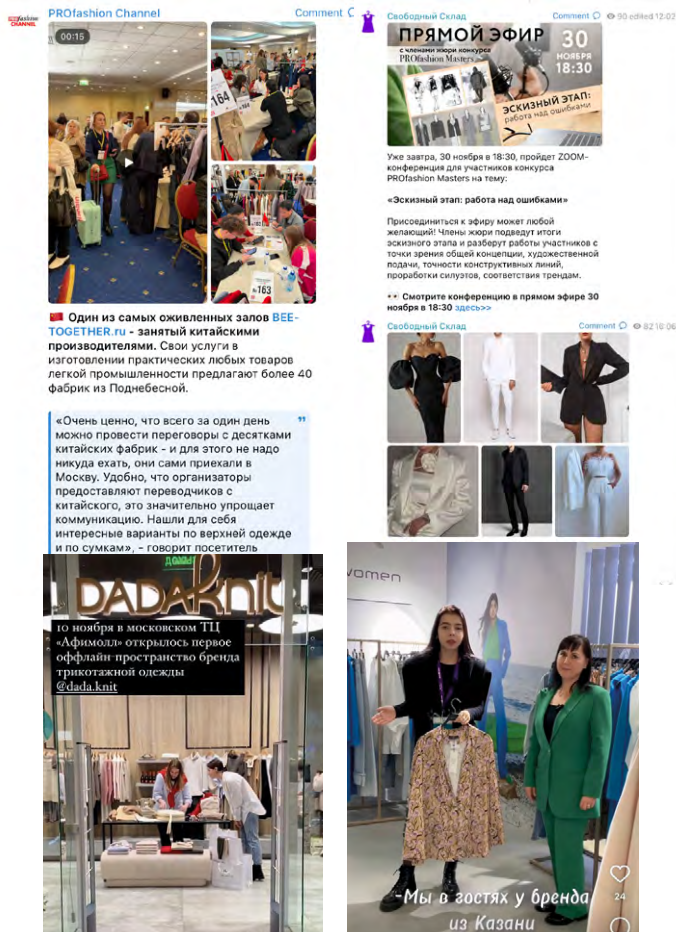 PROfashion Channel
Comment
00:15
164
163
Один из самых оживленных залов BEE-
TOGETHER.ru - занятый китайскими
производителями. Свои услуги в
изготовлении практических любых товаров
легкой промышленности предлагают более 40
фабрик из Поднебесной.
«Очень ценно, что всего за один день
можно провести переговоры с десятками
китайских фабрик - и для этого не надо
никуда ехать, они сами приехали в
Москву. Удобно, что организаторы
предоставляют переводчиков с
китайского, это значительно упрощает
коммуникацию. Нашли для себя
интересные варианты по верхней одежде
и по сумкам», - говорит посетитель
Свободный Склад
Comment
90 edited 12:02
ПРЯМОЙ ЭФИР
с членами жюри конкурса
PROfashion Masters
30
НОЯБРЯ
18:30
ЭСКИЗНЫЙ ЭТАП:
работа над ошибками
Уже завтра, 30 ноября в 18:30, пройдет ZOOM-
конференция для участников конкурса
PROfashion Masters на тему:
«Эскизный этап: работа над ошибками»
Присоединиться к эфиру может любой
желающий! Члены жюри подведут итоги
эскизного этапа и разберут работы участников с
точки зрения общей концепции, художественной
подачи, точности конструктивных линий,
проработки силуэтов, соответствия трендам.
Смотрите конференцию в прямом эфире 30
ноября в 18:30 здесь>>
Свободный Склад
Comment
82 18:06
DADAknit
10 ноября в московском ТЦ
«Афимолл» открылось первое
оффлайн-пространство бренда
трикотажной одежды
@dada.knit
women
-Мы в гостях у бренда
из Казани
24